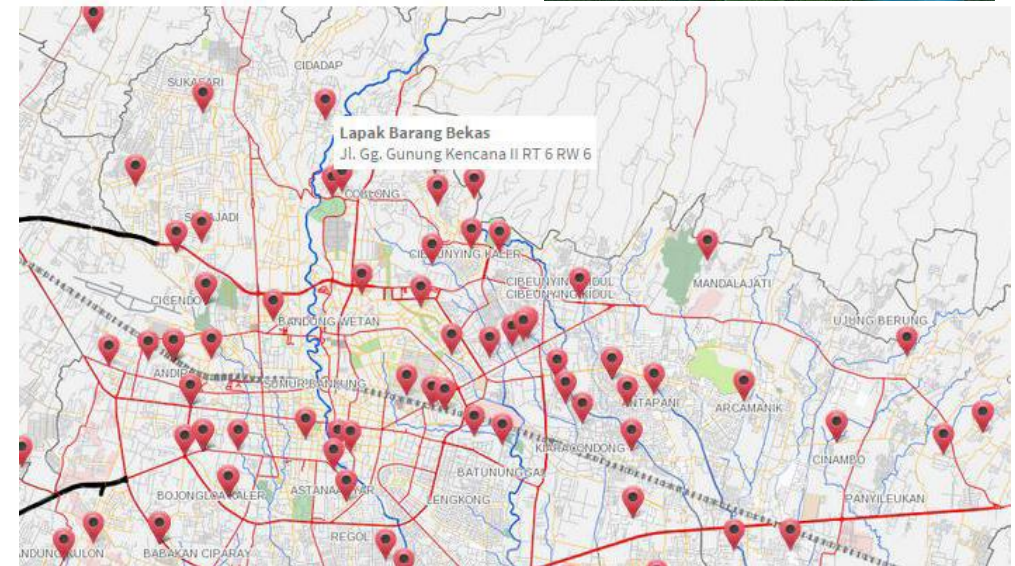 CIDADAP
SUKASARI
Lapak Barang Bekas
Jl. Gg. Gunung Kencana II RT 6 RW 6
COBLONG
CIBEUNYING KALER
CIBEUNYING KIDUL
CIBEUNYING KIDUL
MANDALAJATI
CICENDO
BANDUNG WETAN
UJUNG BERUNG
SUMUR BANDUNG
ANTAPANI
ARCAMANIK
KIARACONDONG
CINAMBO
BATUNUNGGAL
BOJONGLOA KALER
LENGKONG
PANYILEUKAN
REGOL
BABAKAN CIPARAY